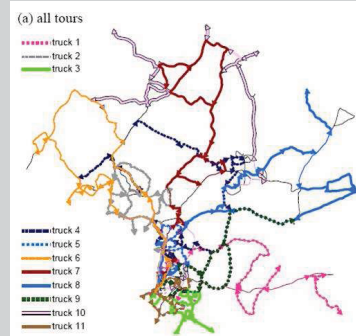 (a) all tours
truck 1
truck 2
truck 3
truck 4
truck 5
truck 6
truck 7
truck 8
truck 9
truck 10
truck 11